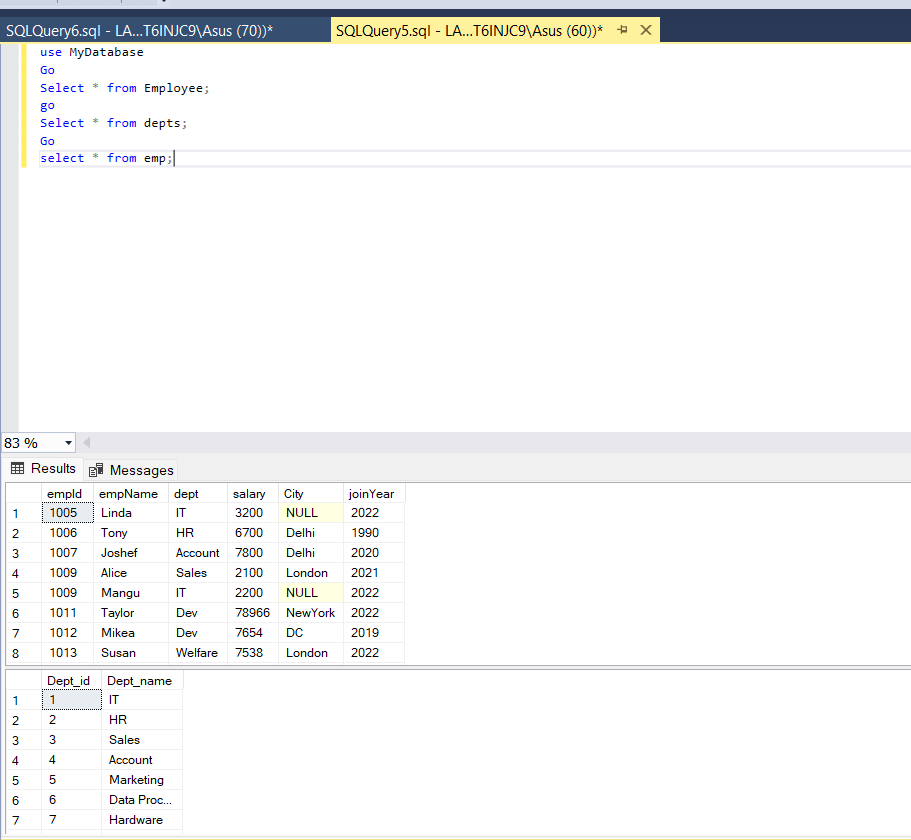 SQLQuery6.sql - LA...T6INJC9\Asus (70))*
SQLQuery5.sql - LA...T6INJC9\Asus (60))*
use MyDatabase
Go
Select * from Employee;
go
Select * from depts;
Go
select * from emp;
83 %
Results
Messages
empId empName dept salary City joinYear
1 1005 Linda IT 3200 NULL 2022
2 1006 Tony HR 6700 Delhi 1990
3 1007 Joshef Account 7800 Delhi 2020
4 1009 Alice Sales 2100 London 2021
5 1009 Mangu IT 2200 NULL 2022
6 1011 Taylor Dev 78966 NewYork 2022
7 1012 Mikea Dev 7654 DC 2019
8 1013 Susan Welfare 7538 London 2022
Dept_id Dept_name
1 1 IT
2 2 HR
3 3 Sales
4 4 Account
5 5 Marketing
6 6 Data Proc...
7 7 Hardware